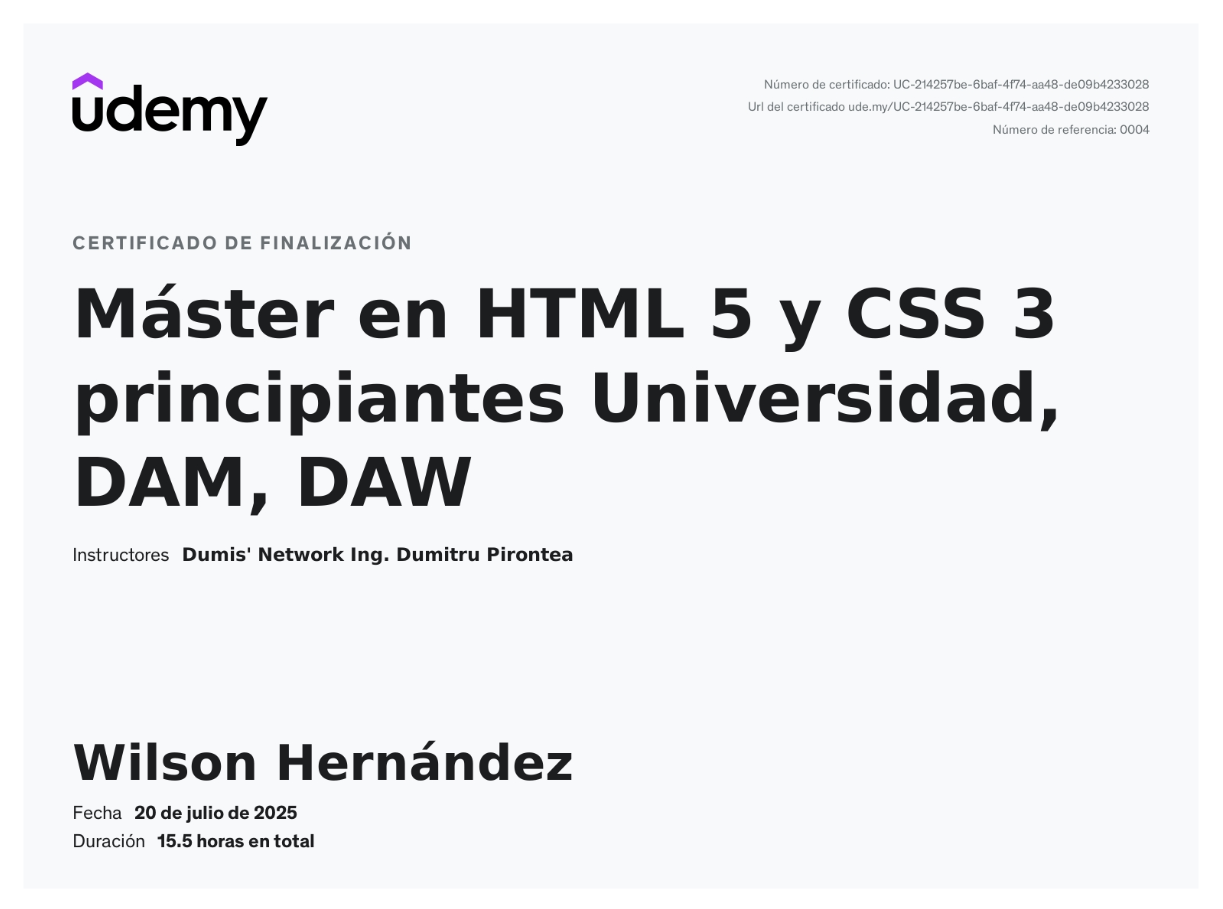 udemy
Número de certificado: UC-214257be-6baf-4f74-aa48-de09b4233028
Url del certificado ude.my/UC-214257be-6baf-4f74-aa48-de09b4233028
Número de referencia: 0004
CERTIFICADO DE FINALIZACIÓN
Máster en HTML 5 y CSS 3
principiantes Universidad,
DAM, DAW
Instructores Dumis' Network Ing. Dumitru Pirontea
Wilson Hernández
Fecha 20 de julio de 2025
Duración 15.5 horas en total